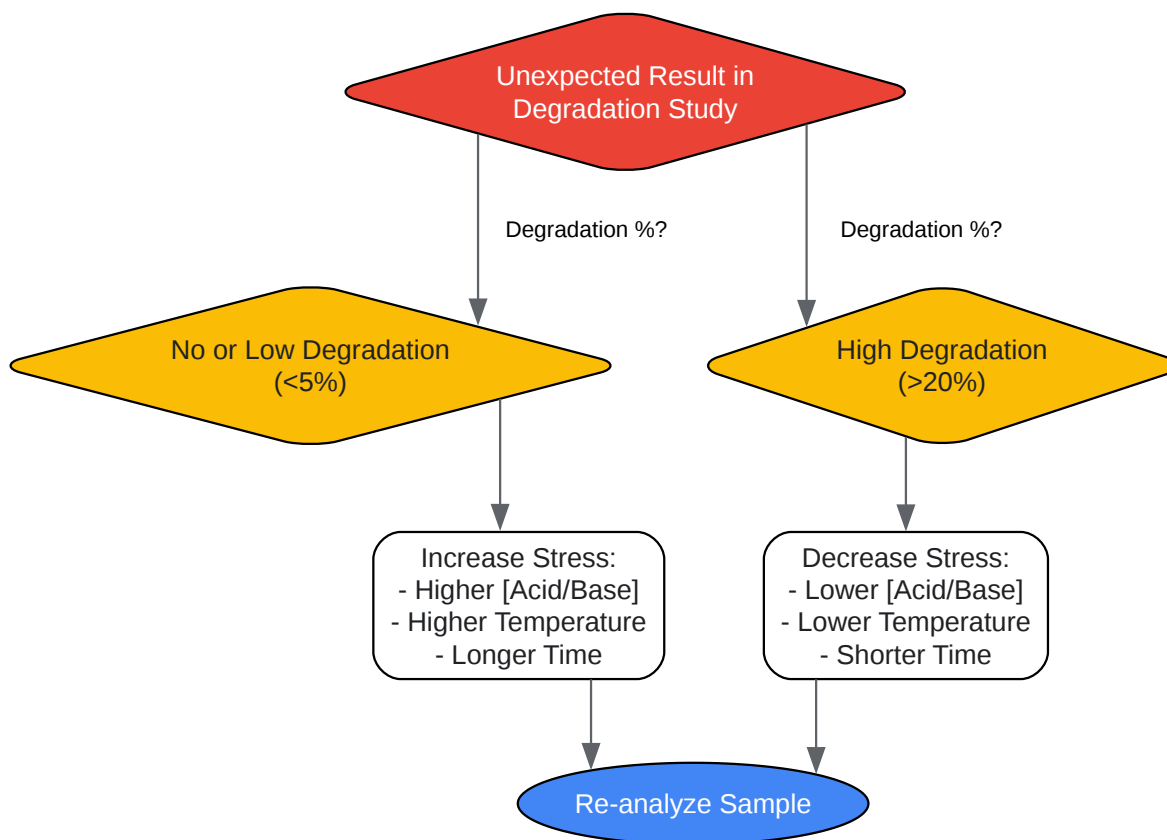 Unexpected Result in
Degradation Study
Degradation %?
Degradation %?
No or Low Degradation
(<5%)
High Degradation
(>20%)
Increase Stress:
- Higher [Acid/Base]
- Higher Temperature
- Longer Time
Decrease Stress:
- Lower [Acid/Base]
- Lower Temperature
- Shorter Time
Re-analyze Sample